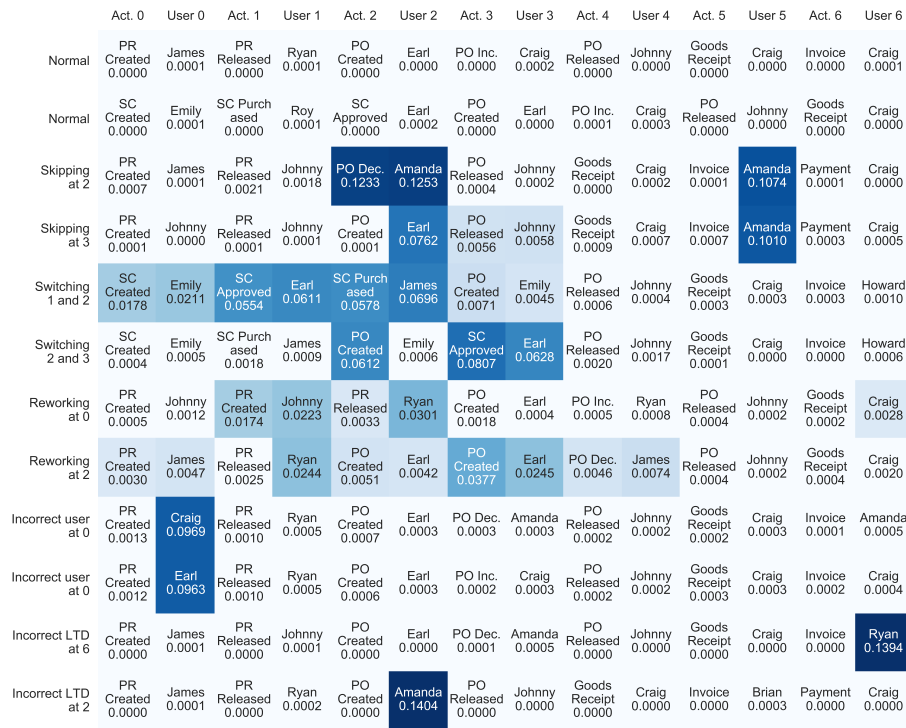 Act. 0 User 0 Act. 1 User 1 Act. 2 User 2 Act. 3 User 3 Act. 4 User 4 Act. 5 User 5 Act. 6 User 6
Normal PR Created 0.0000 James 0.0001 PR Released 0.0000 Ryan 0.0001 PO Created 0.0000 Earl 0.0000 PO Inc. 0.0000 Craig 0.0002 PO Released 0.0000 Johnny 0.0000 Goods Receipt 0.0000 Craig 0.0000 Invoice 0.0000 Craig 0.0001
Normal SC Created 0.0000 Emily 0.0001 SC Purch ased 0.0000 Roy 0.0001 SC Approved 0.0000 Earl 0.0002 PO Created 0.0000 Earl 0.0000 PO Inc. 0.0001 Craig 0.0003 PO Released 0.0000 Johnny 0.0000 Goods Receipt 0.0000 Craig 0.0000
Skipping at 2 PR Created 0.0007 James 0.0001 PR Released 0.0021 Johnny 0.0018 PO Dec. 0.1233 Amanda 0.1253 PO Released 0.0004 Johnny 0.0002 Goods Receipt 0.0000 Craig 0.0002 Invoice 0.0001 Amanda 0.1074 Payment 0.0001 Craig 0.0000
Skipping at 3 PR Created 0.0001 Johnny 0.0000 PR Released 0.0001 Johnny 0.0001 PO Created 0.0001 Earl 0.0762 PO Released 0.0056 Johnny 0.0058 Goods Receipt 0.0009 Craig 0.0007 Invoice 0.0007 Amanda 0.1010 Payment 0.0003 Craig 0.0005
Switching 1 and 2 SC Created 0.0178 Emily 0.0211 SC Approved 0.0554 Earl 0.0611 SC Purch ased 0.0578 James 0.0696 PO Created 0.0071 Emily 0.0045 PO Released 0.0006 Johnny 0.0004 Goods Receipt 0.0003 Craig 0.0003 Invoice 0.0003 Howard 0.0010
Switching 2 and 3 SC Created 0.0004 Emily 0.0005 SC Purch ased 0.0018 James 0.0009 PO Created 0.0612 Emily 0.0006 SC Approved 0.0807 Earl 0.0628 PO Released 0.0020 Johnny 0.0017 Goods Receipt 0.0001 Craig 0.0000 Invoice 0.0000 Howard 0.0006
Reworking at 0 PR Created 0.0005 Johnny 0.0012 PR Created 0.0174 Johnny 0.0223 PR Released 0.0033 Ryan 0.0301 PO Created 0.0018 Earl 0.0004 PO Inc. 0.0005 Ryan 0.0008 PO Released 0.0004 Johnny 0.0002 Goods Receipt 0.0002 Craig 0.0028
Reworking at 2 PR Created 0.0030 James 0.0047 PR Released 0.0025 Ryan 0.0244 PO Created 0.0051 Earl 0.0042 PO Created 0.0377 Earl 0.0245 PO Dec. 0.0046 James 0.0074 PO Released 0.0004 Johnny 0.0002 Goods Receipt 0.0004 Craig 0.0020
Incorrect user at 0 PR Created 0.0013 Craig 0.0969 PR Released 0.0010 Ryan 0.0005 PO Created 0.0007 Earl 0.0003 PO Dec. 0.0003 Amanda 0.0003 PO Released 0.0002 Johnny 0.0002 Goods Receipt 0.0002 Craig 0.0003 Invoice 0.0001 Amanda 0.0005
Incorrect user at 0 PR Created 0.0012 Earl 0.0963 PR Released 0.0010 Ryan 0.0005 PO Created 0.0006 Earl 0.0003 PO Inc. 0.0002 Craig 0.0003 PO Released 0.0002 Johnny 0.0002 Goods Receipt 0.0003 Craig 0.0003 Invoice 0.0002 Craig 0.0004
Incorrect LTD at 6 PR Created 0.0000 James 0.0001 PR Released 0.0000 Johnny 0.0001 PO Created 0.0000 Earl 0.0000 PO Dec. 0.0001 Amanda 0.0005 PO Released 0.0000 Johnny 0.0000 Goods Receipt 0.0000 Craig 0.0000 Invoice 0.0000 Ryan 0.1394
Incorrect LTD at 2 PR Created 0.0000 James 0.0001 PR Released 0.0000 Ryan 0.0002 PO Created 0.0000 Amanda 0.1404 PO Released 0.0000 Johnny 0.0000 Goods Receipt 0.0000 Craig 0.0000 Invoice 0.0001 Brian 0.0003 Payment 0.0000 Craig 0.0000